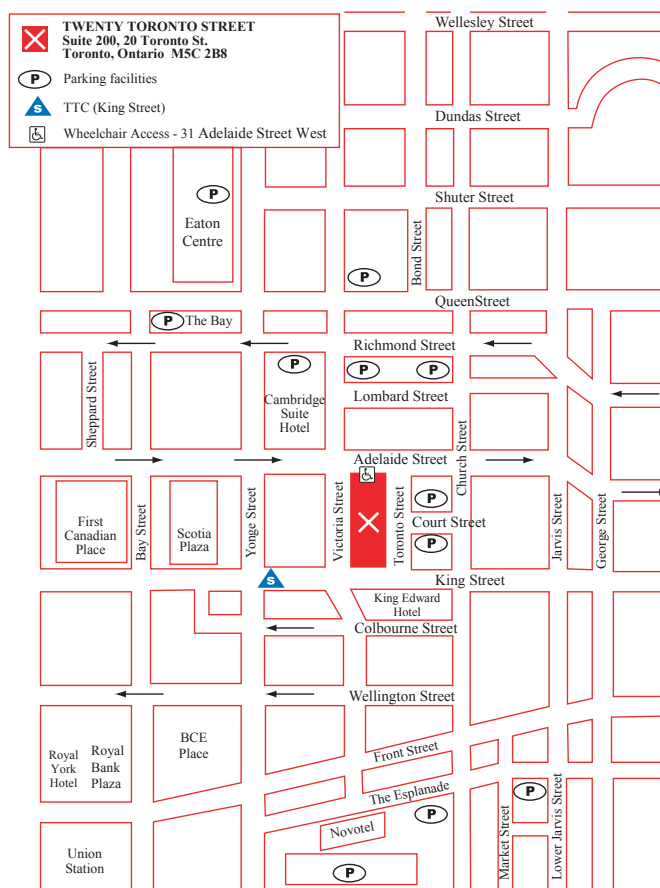 TWENTY TORONTO STREET
Suite 200, 20 Toronto St.
Toronto, Ontario  M5C 2B8
P
Parking facilities
S
TTC (King Street)
Wheelchair Access - 31 Adelaide Street West
Wellesley Street
Dundas Street
Shuter Street
P
Eaton
Centre
Bond Street
P
QueenStreet
P
The Bay
Richmond Street
Sheppard Street
P
P
P
Cambridge
Suite
Hotel
Lombard Street
Church Street
Adelaide Street
First
Canadian
Place
Bay Street
Scotia
Plaza
Yonge Street
Victoria Street
Toronto Street
P
Court Street
P
Jarvis Street
George Street
King Street
S
King Edward
Hotel
Colbourne Street
Wellington Street
Royal
York
Hotel
Royal
Bank
Plaza
BCE
Place
Front Street
The Esplanade
P
P
Novotel
Market Street
Lower Jarvis Street
Union
Station
P